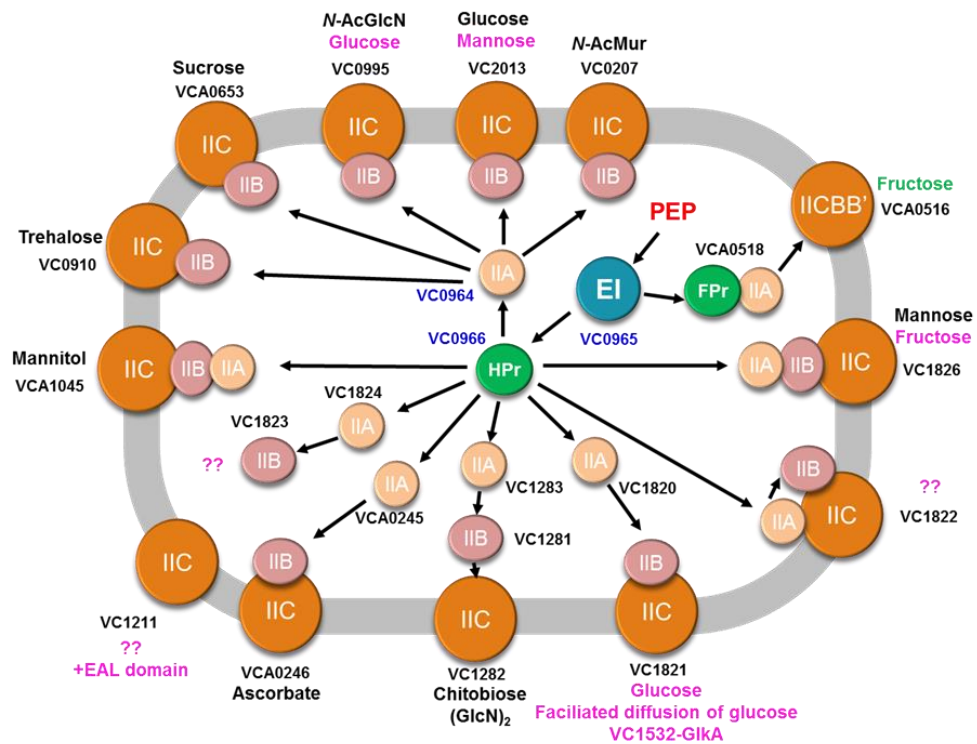 N-AcGlcN
Glucose
VC0995
Glucose
Mannose
VC2013
N-AcMur
VC0207
Sucrose
VCA0653
IIC
IIC
IIC
IIC
IIB
IIB
IIB
IIB
Fructose
VCA0516
IICBB'
PEP
VCA0518
Trehalose
VC0910
IIC
IIB
IIA
VC0964
EI
VC0965
FPr
IIA
Mannitol
VCA1045
IIC
IIB
IIA
VC0966
HPr
IIA
IIB
IIC
Mannose
Fructose
VC1826
VC1824
IIA
VC1823
IIB
??
IIA
VCA0245
IIA
VC1283
IIA
VC1820
IIB
VC1281
IIB
IIA
IIC
??
VC1822
IIC
VC1211
??
+EAL domain
IIB
IIC
VCA0246
Ascorbate
IIC
VC1282
Chitobiose
(GlcN)2
IIB
IIC
VC1821
Glucose
Faciliated diffusion of glucose
VC1532-GlkA